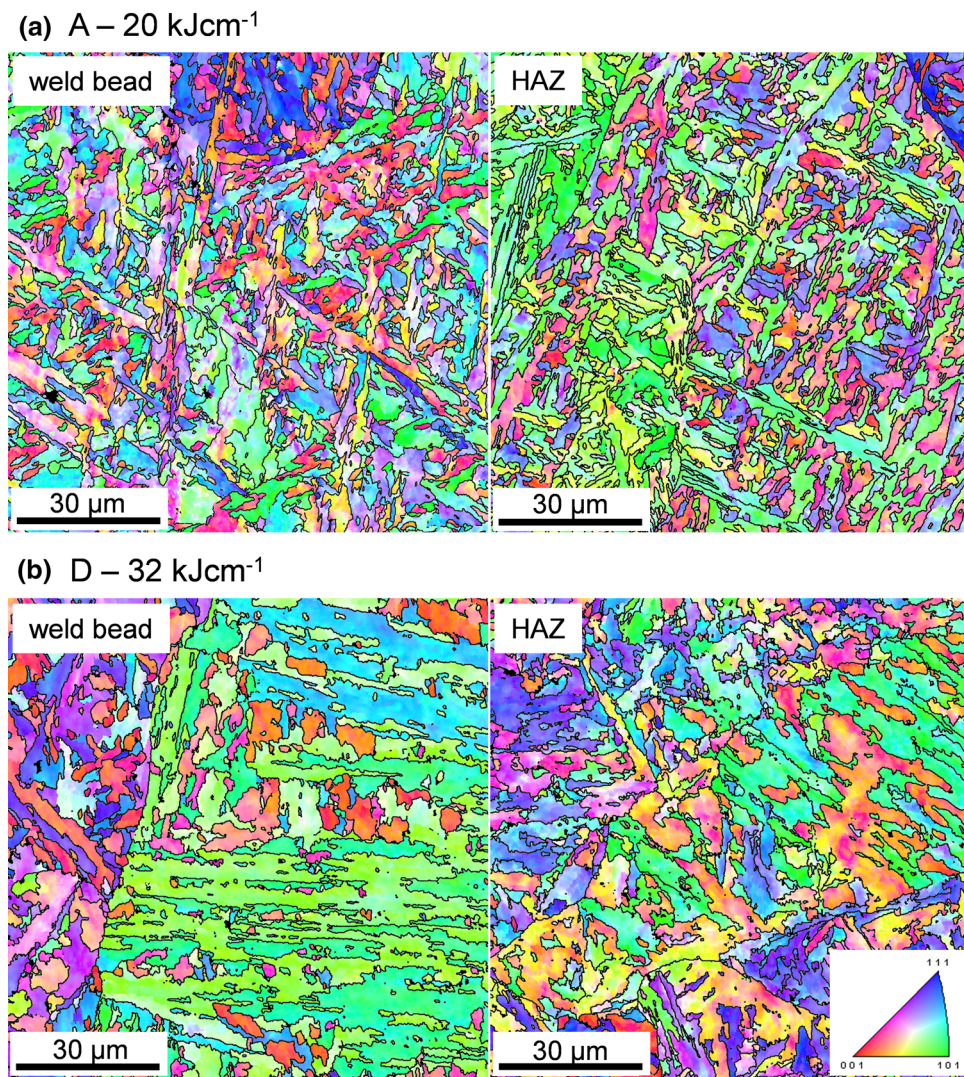 (a) A – 20 kJcm-1
weld bead
HAZ
30 µm
30 µm
(b) D – 32 kJcm-1
weld bead
HAZ
30 µm
30 µm
111
001
101